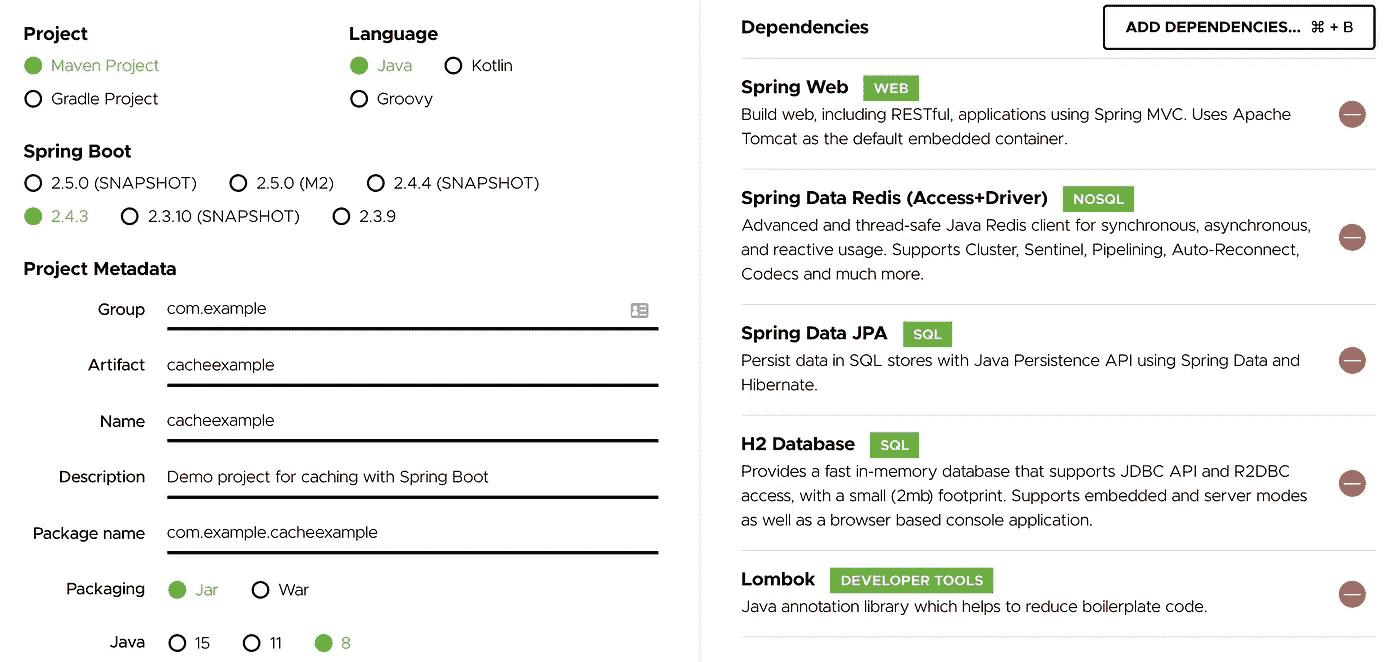 Project
Maven Project
Gradle Project
Language
Java Kotlin
Groovy
Spring Boot
2.5.0 (SNAPSHOT) 2.5.0 (M2) 2.4.4 (SNAPSHOT)
2.4.3 2.3.10 (SNAPSHOT) 2.3.9
Project Metadata
Group com.example
Artifact cacheexample
Name cacheexample
Description Demo project for caching with Spring Boot
Package name com.example.cacheexample
Packaging Jar War
Java 15 11 8
Dependencies ADD DEPENDENCIES... ⌘ + B
Spring Web WEB
Build web, including RESTful, applications using Spring MVC. Uses Apache
Tomcat as the default embedded container.
Spring Data Redis (Access+Driver) NOSQL
Advanced and thread-safe Java Redis client for synchronous, asynchronous,
and reactive usage. Supports Cluster, Sentinel, Pipelining, Auto-Reconnect,
Codecs and much more.
Spring Data JPA SQL
Persist data in SQL stores with Java Persistence API using Spring Data and
Hibernate.
H2 Database SQL
Provides a fast in-memory database that supports JDBC API and R2DBC
access, with a small (2mb) footprint. Supports embedded and server modes
as well as a browser based console application.
Lombok DEVELOPER TOOLS
Java annotation library which helps to reduce boilerplate code.